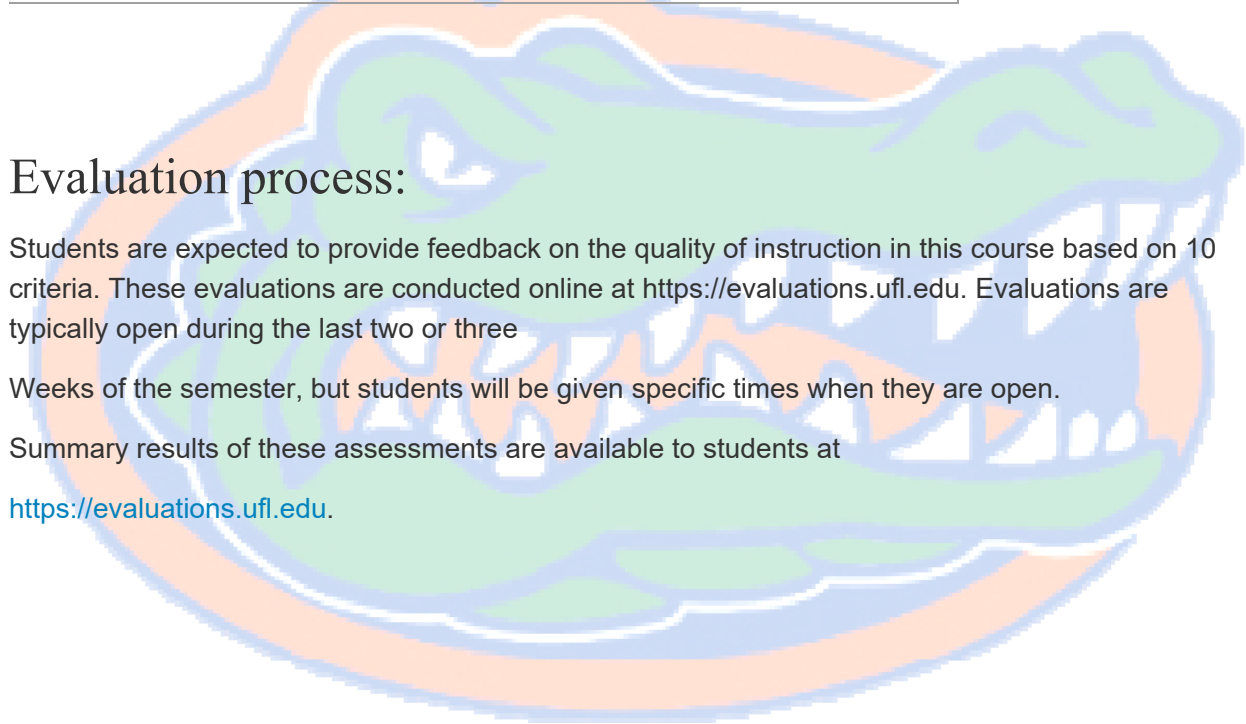 Evaluation process:
Students are expected to provide feedback on the quality of instruction in this course based on 10
criteria. These evaluations are conducted online at https://evaluations.ufl.edu. Evaluations are
typically open during the last two or three
Weeks of the semester, but students will be given specific times when they are open.
Summary results of these assessments are available to students at
https://evaluations.ufl.edu.